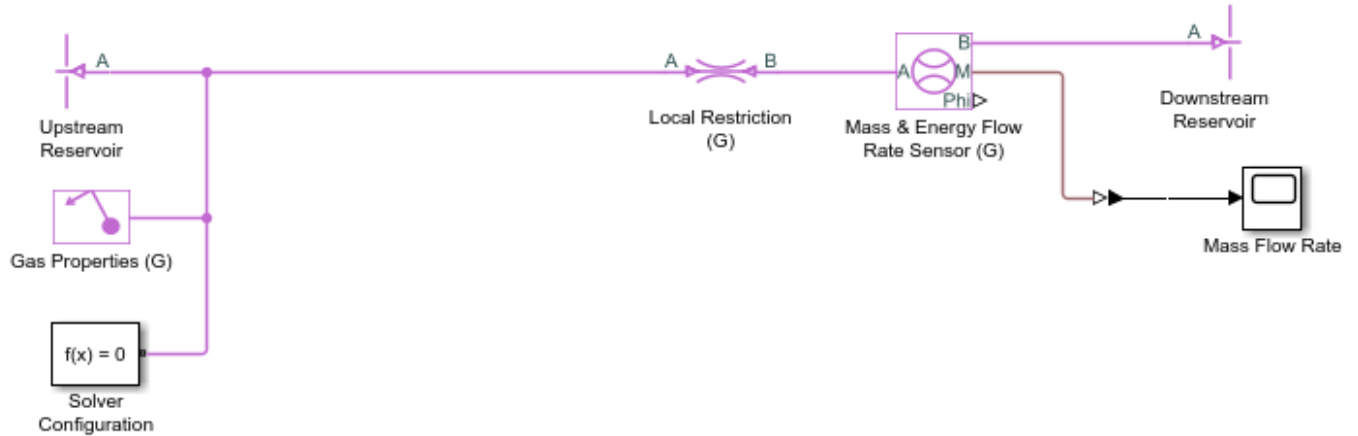 A
Upstream
Reservoir
A
B
Local Restriction
(G)
A
B
M
Phi
Mass & Energy Flow
Rate Sensor (G)
A
Downstream
Reservoir
Gas Properties (G)
Mass Flow Rate
f(x) = 0
Solver
Configuration